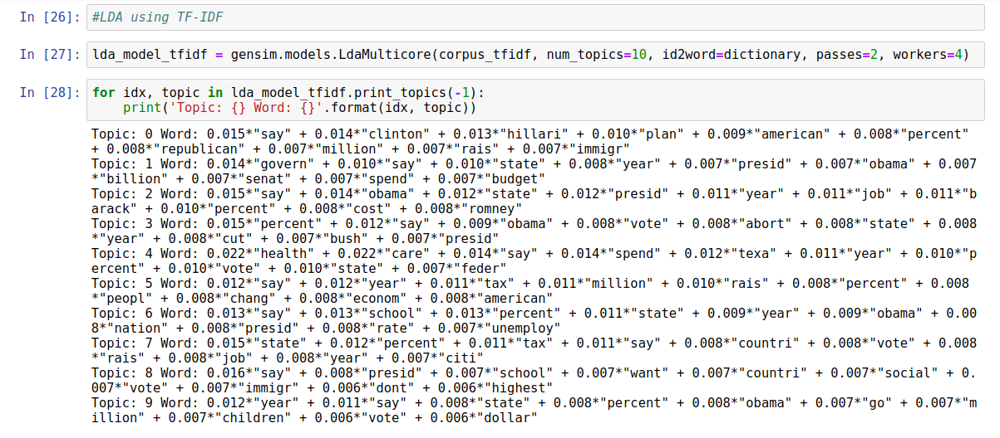 In [26]: #LDA using TF-IDF
In [27]: lda_model_tfidf = gensim.models.LdaMulticore(corpus_tfidf, num_topics=10, id2word=dictionary, passes=2, workers=4)
In [28]: for idx, topic in lda_model_tfidf.print_topics(-1):
print('Topic: {} Word: {}'.format(idx, topic))
Topic: 0 Word: 0.015*"say" + 0.014*"clinton" + 0.013*"hillari" + 0.010*"plan" + 0.009*"american" + 0.008*"percent"
+ 0.008*"republican" + 0.007*"million" + 0.007*"rais" + 0.007*"immigr"
Topic: 1 Word: 0.014*"govern" + 0.010*"say" + 0.010*"state" + 0.008*"year" + 0.007*"presid" + 0.007*"obama" + 0.007
*"billion" + 0.007*"senat" + 0.007*"spend" + 0.007*"budget"
Topic: 2 Word: 0.015*"say" + 0.014*"obama" + 0.012*"state" + 0.012*"presid" + 0.011*"year" + 0.011*"job" + 0.011*"b
arack" + 0.010*"percent" + 0.008*"cost" + 0.008*"romney"
Topic: 3 Word: 0.015*"percent" + 0.012*"say" + 0.009*"obama" + 0.008*"vote" + 0.008*"abort" + 0.008*"state" + 0.008
*"year" + 0.008*"cut" + 0.007*"bush" + 0.007*"presid"
Topic: 4 Word: 0.022*"health" + 0.022*"care" + 0.014*"say" + 0.014*"spend" + 0.012*"texa" + 0.011*"year" + 0.010*"p
ercent" + 0.010*"vote" + 0.010*"state" + 0.007*"feder"
Topic: 5 Word: 0.012*"say" + 0.012*"year" + 0.011*"tax" + 0.011*"million" + 0.010*"rais" + 0.008*"percent" + 0.008
*"peopl" + 0.008*"chang" + 0.008*"econom" + 0.008*"american"
Topic: 6 Word: 0.013*"say" + 0.013*"school" + 0.013*"percent" + 0.011*"state" + 0.009*"year" + 0.009*"obama" + 0.00
8*"nation" + 0.008*"presid" + 0.008*"rate" + 0.007*"unemploy"
Topic: 7 Word: 0.015*"state" + 0.012*"percent" + 0.011*"tax" + 0.011*"say" + 0.008*"countri" + 0.008*"vote" + 0.008
*"rais" + 0.008*"job" + 0.008*"year" + 0.007*"citi"
Topic: 8 Word: 0.016*"say" + 0.008*"presid" + 0.007*"school" + 0.007*"want" + 0.007*"countri" + 0.007*"social" + 0.
007*"vote" + 0.007*"immigr" + 0.006*"dont" + 0.006*"highest"
Topic: 9 Word: 0.012*"year" + 0.011*"say" + 0.008*"state" + 0.008*"percent" + 0.008*"obama" + 0.007*"go" + 0.007*"m
illion" + 0.007*"children" + 0.006*"vote" + 0.006*"dollar"